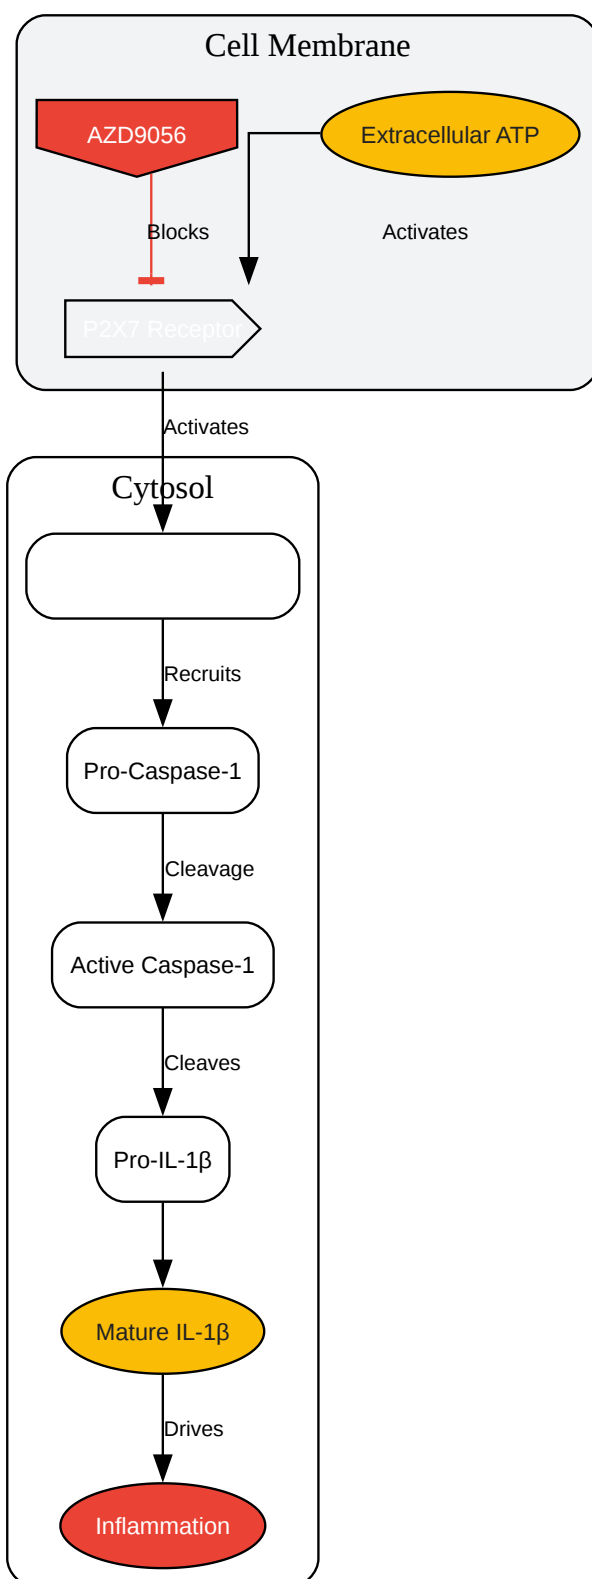 Cell Membrane
AZD9056
Extracellular ATP
Blocks
Activates
P2X7 Receptor
Activates
Cytosol
Recruits
Pro-Caspase-1
Cleavage
Active Caspase-1
Cleaves
Pro-IL-1β
Mature IL-1β
Drives
Inflammation